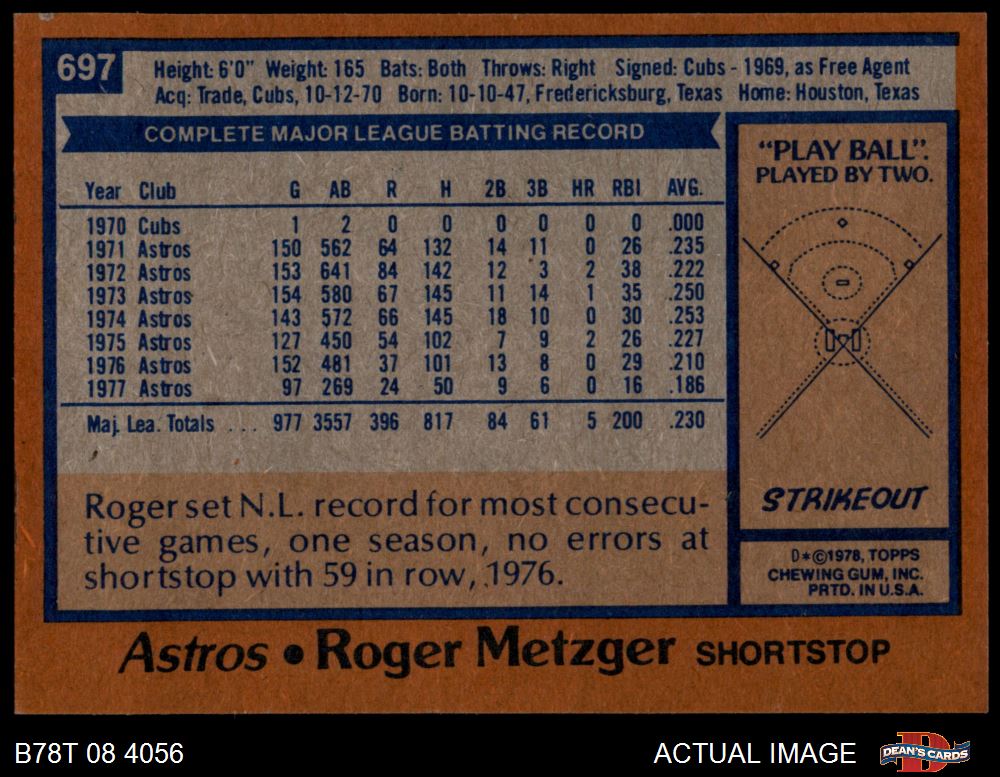 697
Height: 6'0" Weight: 165 Bats: Both Throws: Right Signed: Cubs - 1969, as Free Agent
Acq: Trade, Cubs, 10-12-70 Born: 10-10-47, Fredericksburg, Texas Home: Houston, Texas
COMPLETE MAJOR LEAGUE BATTING RECORD
Year Club G AB R H 2B 3B HR RBI AVG.
1970 Cubs 1 2 0 0 0 0 0 0 .000
1971 Astros 150 562 64 132 14 11 0 26 .235
1972 Astros 153 641 84 142 12 3 2 38 .222
1973 Astros 154 580 67 145 11 14 1 35 .250
1974 Astros 143 572 66 145 18 10 0 30 .253
1975 Astros 127 450 54 102 7 9 2 26 .227
1976 Astros 152 481 37 101 13 8 0 29 .210
1977 Astros 97 269 24 50 9 6 0 16 .186
Maj. Lea. Totals ... 977 3557 396 817 84 61 5 200 .230
Roger set N.L. record for most consecu-
tive games, one season, no errors at
shortstop with 59 in row, 1976.
"PLAY BALL".
PLAYED BY TWO.
STRIKEOUT
D*©1978, TOPPS
CHEWING GUM, INC.
PRTD. IN U.S.A.
Astros • Roger Metzger SHORTSTOP
B78T 08 4056
ACTUAL IMAGE
DEAN'S CARDS